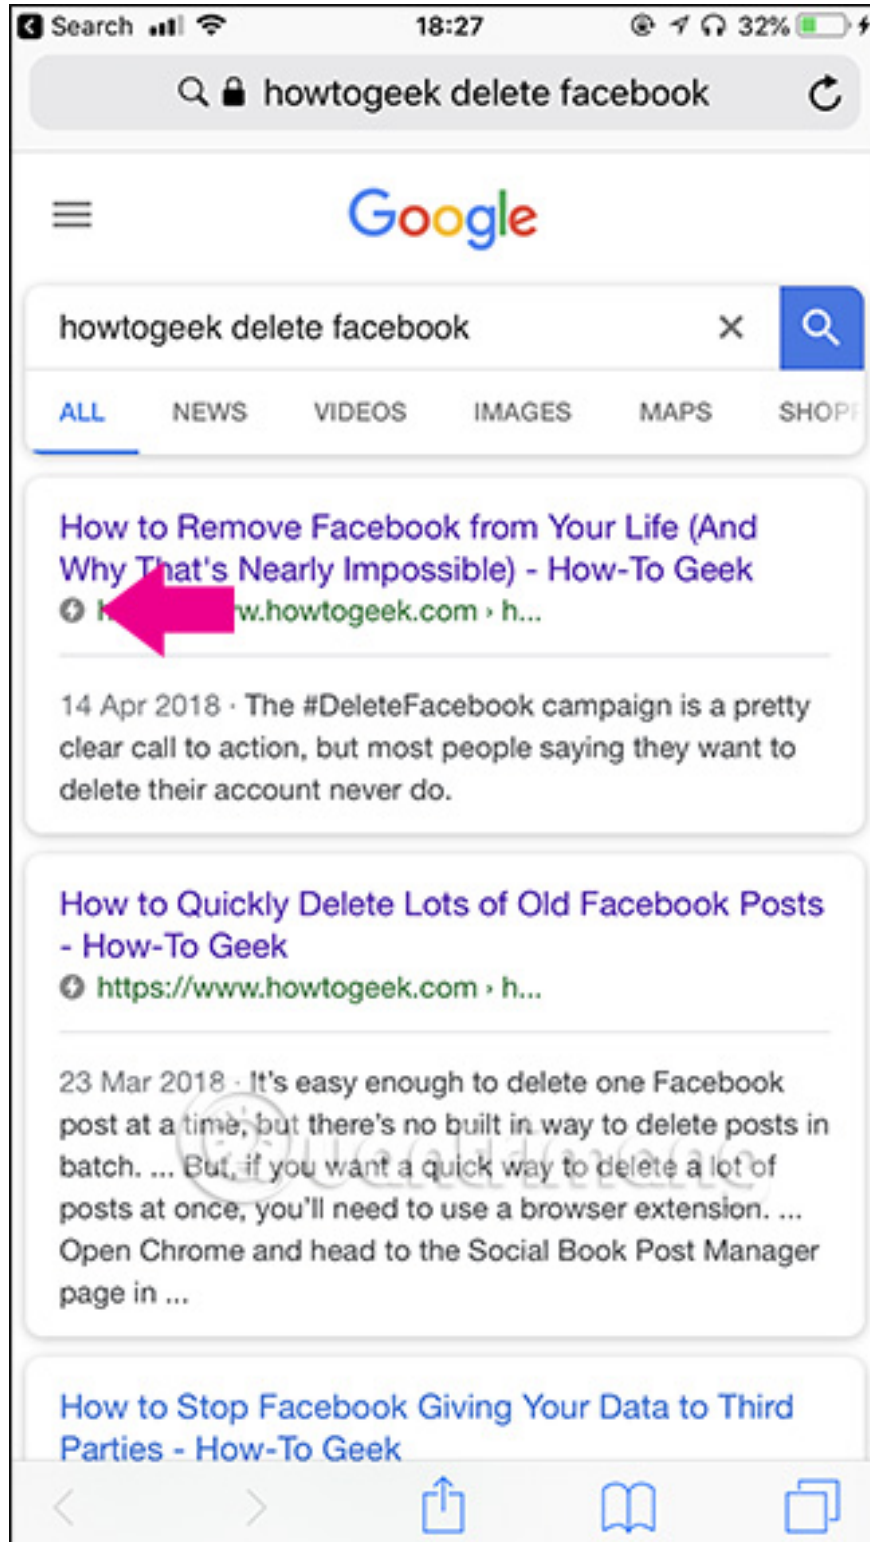 Search 18:27 32%
howtogeek delete facebook
Google
howtogeek delete facebook
ALL NEWS VIDEOS IMAGES MAPS SHOP
How to Remove Facebook from Your Life (And
Why That's Nearly Impossible) - How-To Geek
w.howtogeek.com › h...
14 Apr 2018 · The #DeleteFacebook campaign is a pretty
clear call to action, but most people saying they want to
delete their account never do.
How to Quickly Delete Lots of Old Facebook Posts
- How-To Geek
https://www.howtogeek.com › h...
23 Mar 2018 · It's easy enough to delete one Facebook
post at a time, but there's no built in way to delete posts in
batch. ... But, if you want a quick way to delete a lot of
posts at once, you'll need to use a browser extension. ...
Open Chrome and head to the Social Book Post Manager
page in ...
Quantrimang
How to Stop Facebook Giving Your Data to Third
Parties - How-To Geek